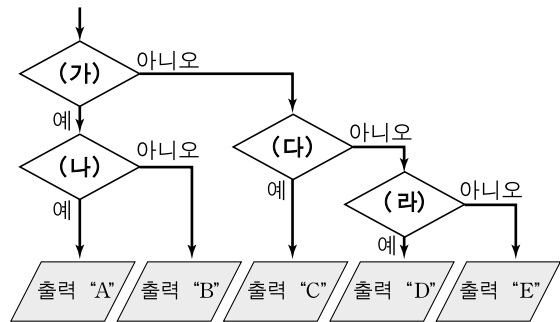 (가)
아니오
예
(나)
아니오
예
(다)
아니오
예
(라)
아니오
예
출력 “A”
출력 “B”
출력 “C”
출력 “D”
출력 “E”